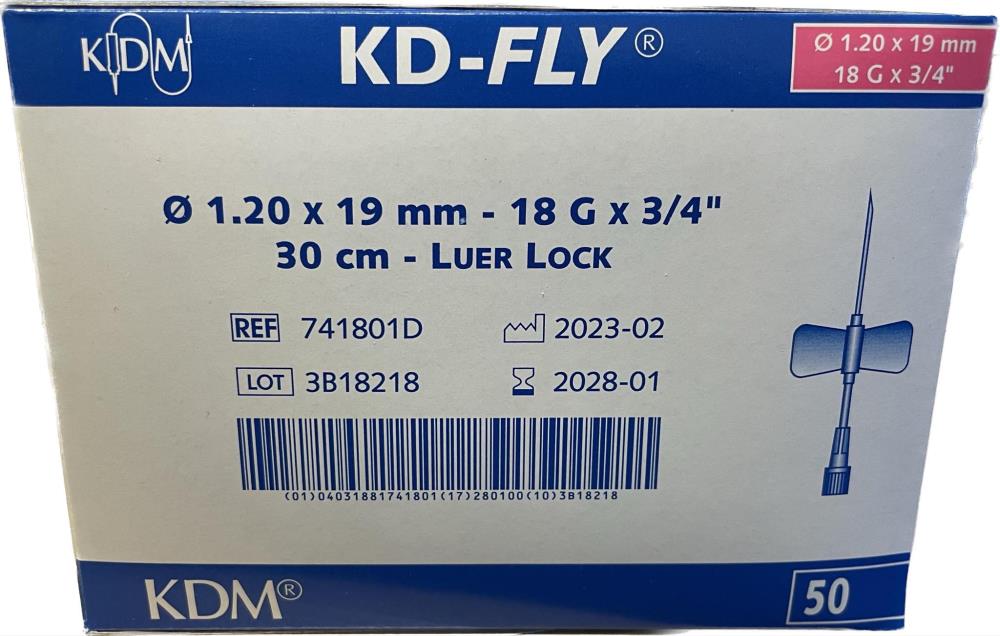 KDM
KD-FLY®
Ø 1.20 x 19 mm
18 G x 3/4"
Ø 1.20 x 19 mm - 18 G x 3/4"
30 cm - LUER LOCK
REF 741801D
2023-02
LOT 3B18218
2028-01
(01)04031881741801(17)280100(10)3B18218
KDM®
50